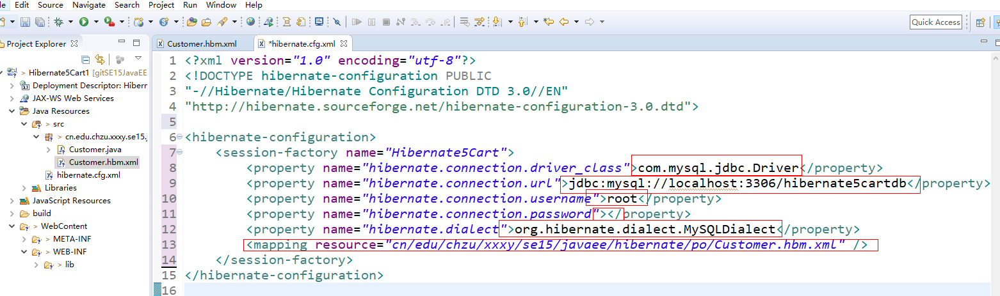 le Edit Source Navigate Search Project Run Window Help
Quick Access
Project Explorer
Customer.hbm.xml
*hibernate.cfg.xml
> Hibernate5Cart1 [gitSE15JavaEE
Deployment Descriptor: Hibern
JAX-WS Web Services
Java Resources
> src
> cn.edu.chzu.xxxy.se15.j
Customer.java
Customer.hbm.xml
hibernate.cfg.xml
Libraries
JavaScript Resources
build
> WebContent
> META-INF
> WEB-INF
> lib
1 <?xml version="1.0" encoding="utf-8"?>
2 <!DOCTYPE hibernate-configuration PUBLIC
3 "-//Hibernate/Hibernate Configuration DTD 3.0//EN"
4 "http://hibernate.sourceforge.net/hibernate-configuration-3.0.dtd">
5
6 <hibernate-configuration>
7 <session-factory name="Hibernate5Cart">
8 <property name="hibernate.connection.driver_class">com.mysql.jdbc.Driver</property>
9 <property name="hibernate.connection.url">jdbc:mysql://localhost:3306/hibernate5cartdb</property>
10 <property name="hibernate.connection.username">root</property>
11 <property name="hibernate.connection.password"></property>
12 <property name="hibernate.dialect">org.hibernate.dialect.MySQLDialect</property>
13 <mapping resource="cn/edu/chzu/xxxy/se15/javaee/hibernate/po/Customer.hbm.xml" />
14 </session-factory>
15 </hibernate-configuration>
16